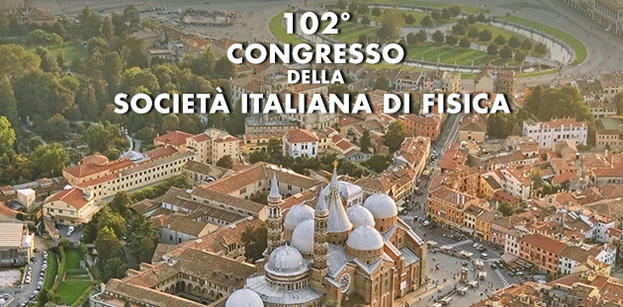 102°
CONGRESSO
DELLA
SOCIETÀ ITALIANA DI FISICA